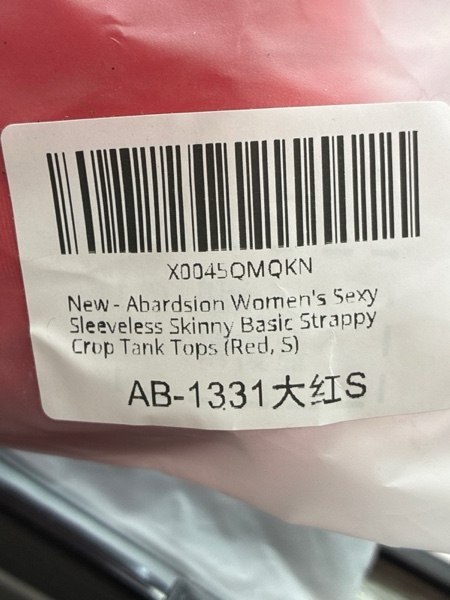 X0045QMQKN
New - Abardsion Women's Sexy
Sleeveless Skinny Basic Strappy
Crop Tank Tops (Red, S)
AB-1331大红S